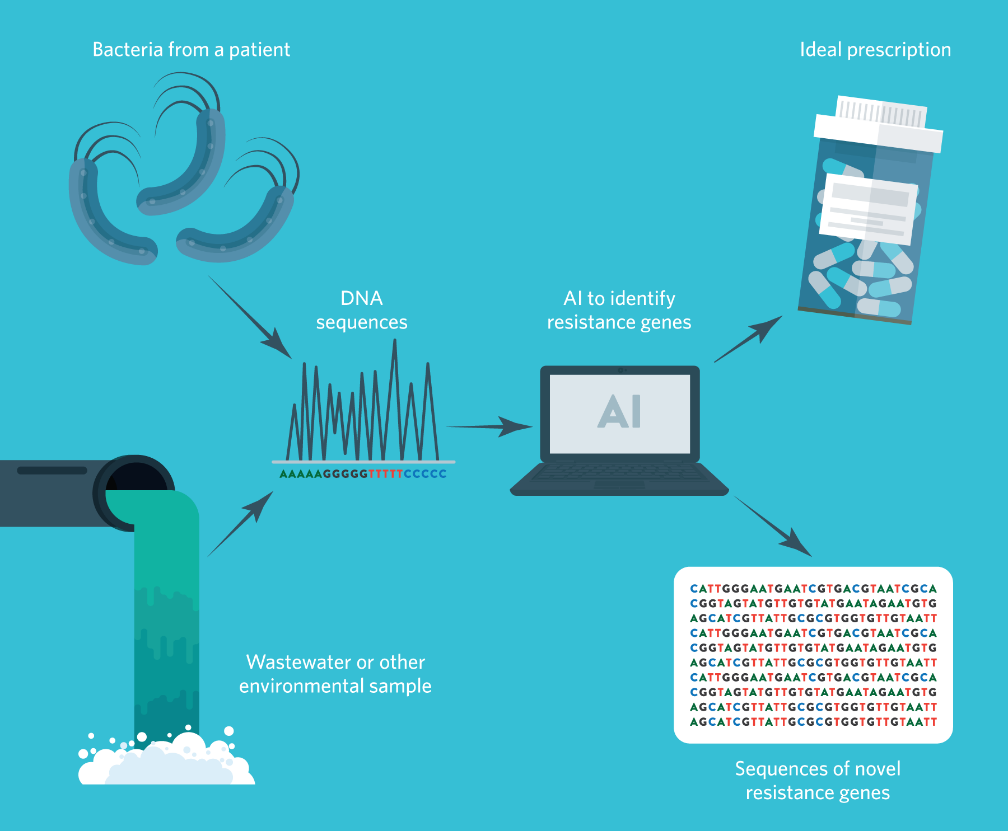 Bacteria from a patient
Ideal prescription
DNA
sequences
AI to identify
resistance genes
AI
AAAAAGGGGGTTTTTCCCCC
Wastewater or other
environmental sample
CATTGGGAATGAATCGTGACGTAATCGCA
CGGTAGTATGTTGTGTATGAATAGAATGTG
AGCATCGTTATTGCGCGTGGTGTTGTAATT
CATTGGGAATGAATCGTGACGTAATCGCA
CGGTAGTATGTTGTGTATGAATAGAATGTG
AGCATCGTTATTGCGCGTGGTGTTGTAATT
CATTGGGAATGAATCGTGACGTAATCGCA
CGGTAGTATGTTGTGTATGAATAGAATGTG
AGCATCGTTATTGCGCGTGGTGTTGTAATT
AGCATCGTTATTGCGCGTGGTGTTGTAATT
Sequences of novel
resistance genes